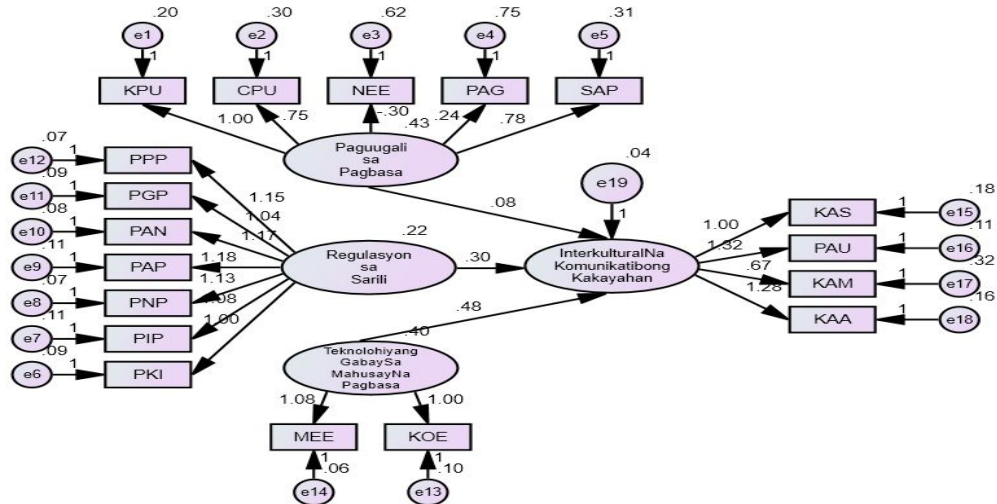 .20 .30 .62 .75 .31
e1 e2 e3 e4 e5
1 1 1 1 1
KPU CPU NEE PAG SAP
1.00 .75 -.30 .24 .78
.43
Paguugali
sa
Pagbasa
.07
e12 1 PPP
.09
e11 1 PGP
.08
e10 1 PAN
.11
e9 1 PAP
.07
e8 1 PNP
.11
e7 1 PIP
.09
e6 1 PKI
1.15
1.04
1.17
1.18
1.13
1.08
1.00
.22
Regulasyon
sa
Sarili
.08
.30
.48
.04
e19
1
InterkulturalNa
Komunikatibong
Kakayahan
1.00
1.32
.67
1.28
.18
KAS 1 e15
.11
PAU 1 e16
.32
KAM 1 e17
.16
KAA 1 e18
.40
Teknolohiyang
GabaySa
MahusayNa
Pagbasa
1.08 1.00
MEE KOE
1 1
.06 .10
e14 e13